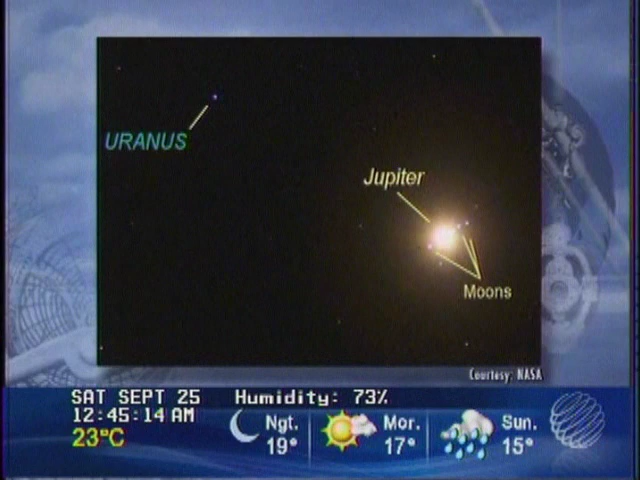 URANUS
Jupiter
Moons
Courtesy: NASA
SAT SEPT 25 Humidity: 73%
12:45:14 AM
23°C
Ngt. 19°
Mor. 17°
Sun. 15°